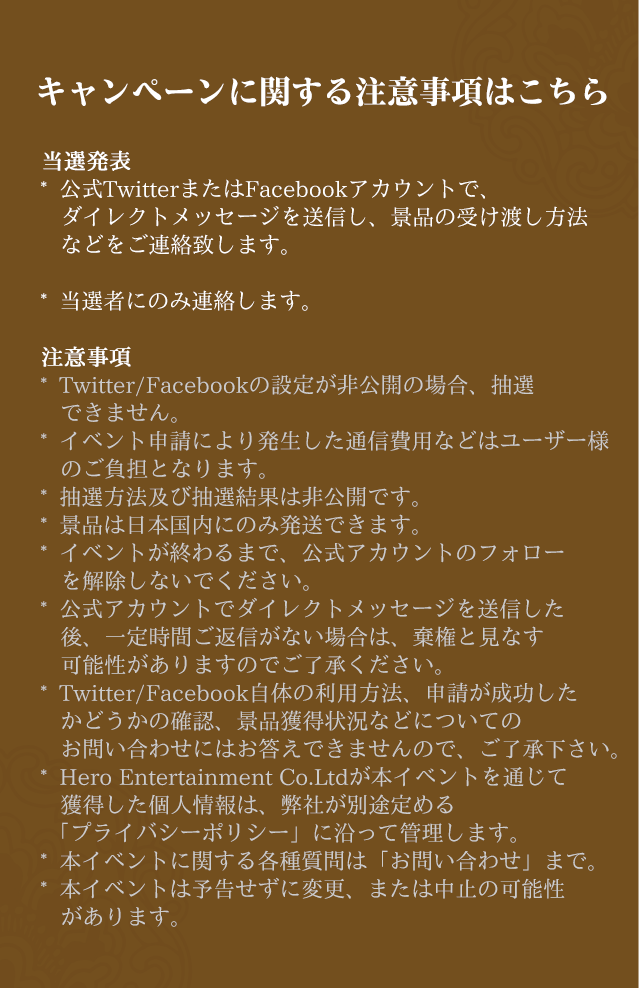 キャンペーンに関する注意事項はこちら
当選発表
* 公式TwitterまたはFacebookアカウントで、
ダイレクトメッセージを送信し、景品の受け渡し方法
などをご連絡致します。
* 当選者にのみ連絡します。
注意事項
* Twitter/Facebookの設定が非公開の場合、抽選
できません。
* イベント申請により発生した通信費用などはユーザー様
のご負担となります。
* 抽選方法及び抽選結果は非公開です。
* 景品は日本国内にのみ発送できます。
* イベントが終わるまで、公式アカウントのフォロー
を解除しないでください。
* 公式アカウントでダイレクトメッセージを送信した
後、一定時間ご返信がない場合は、棄権と見なす
可能性がありますのでご了承ください。
* Twitter/Facebook自体の利用方法、申請が成功した
かどうかの確認、景品獲得状況などについての
お問い合わせにはお答えできませんので、ご了承下さい。
* Hero Entertainment Co.Ltdが本イベントを通じて
獲得した個人情報は、弊社が別途定める
「プライバシーポリシー」に沿って管理します。
* 本イベントに関する各種質問は「お問い合わせ」まで。
* 本イベントは予告せずに変更、または中止の可能性
があります。